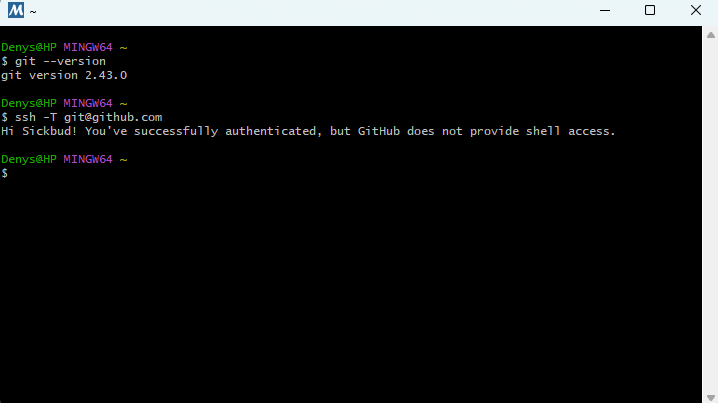 ~
Denys@HP MINGW64 ~
$ git --version
git version 2.43.0
Denys@HP MINGW64 ~
$ ssh -T git@github.com
Hi Sickbud! You've successfully authenticated, but GitHub does not provide shell access.
Denys@HP MINGW64 ~
$